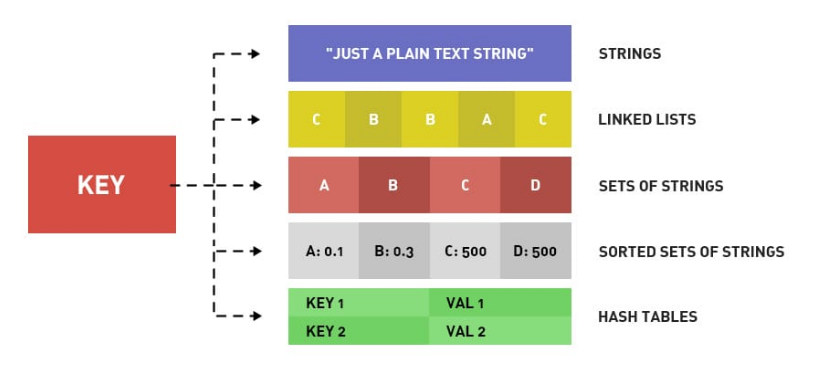 "JUST A PLAIN TEXT STRING" STRINGS
C B B A C LINKED LISTS
KEY
A B C D SETS OF STRINGS
A: 0.1 B: 0.3 C: 500 D: 500 SORTED SETS OF STRINGS
KEY 1 VAL 1
HASH TABLES
KEY 2 VAL 2